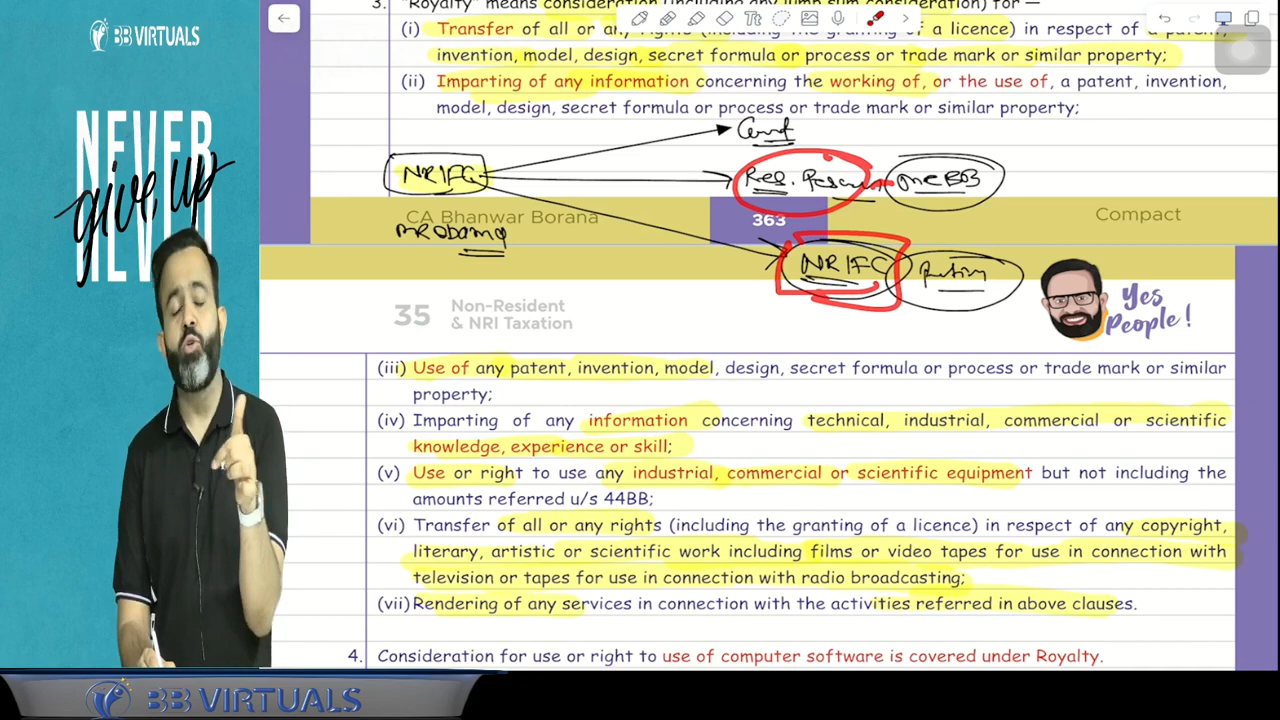 BB VIRTUALS
NEVER
give up
NEVER
3. "Royalty" means consideration (including any lump sum consideration) for —
(i) Transfer of all or any rights (including the granting of a licence) in respect of a patent,
invention, model, design, secret formula or process or trade mark or similar property;
(ii) Imparting of any information concerning the working of, or the use of, a patent, invention,
model, design, secret formula or process or trade mark or similar property;
NRIFC
Res.
NRIFC
CA Bhanwar Borana
363
Compact
MR Obama
35 Non-Resident
& NRI Taxation
Yes
People!
(iii) Use of any patent, invention, model, design, secret formula or process or trade mark or similar
property;
(iv) Imparting of any information concerning technical, industrial, commercial or scientific
knowledge, experience or skill;
(v) Use or right to use any industrial, commercial or scientific equipment but not including the
amounts referred u/s 44BB;
(vi) Transfer of all or any rights (including the granting of a licence) in respect of any copyright,
literary, artistic or scientific work including films or video tapes for use in connection with
television or tapes for use in connection with radio broadcasting;
(vii) Rendering of any services in connection with the activities referred in above clauses.
4. Consideration for use or right to use of computer software is covered under Royalty.
BB VIRTUALS